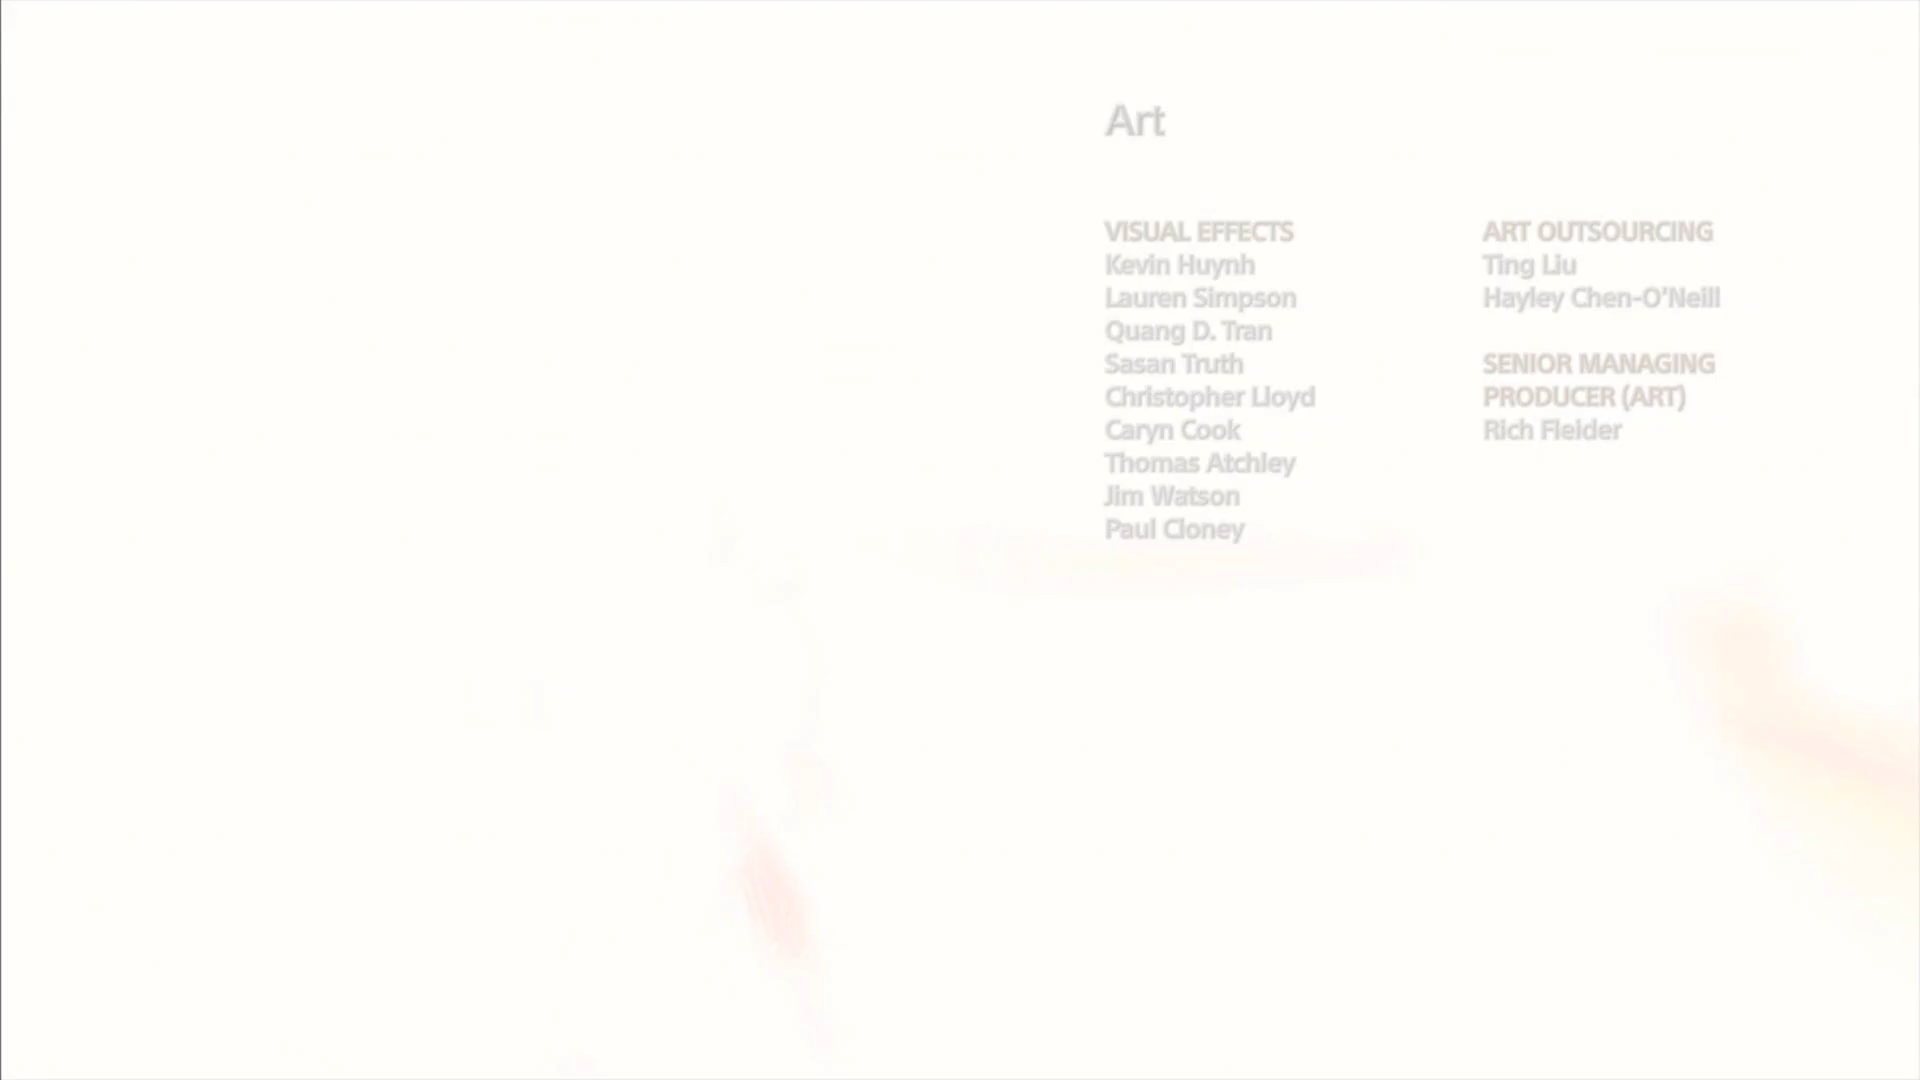 Art
VISUAL EFFECTS
Kevin Huynh
Lauren Simpson
Quang D. Tran
Sasan Truth
Christopher Lloyd
Caryn Cook
Thomas Atchley
Jim Watson
Paul Cloney
ART OUTSOURCING
Ting Liu
Hayley Chen-O'Neill
SENIOR MANAGING
PRODUCER (ART)
Rich Fleider